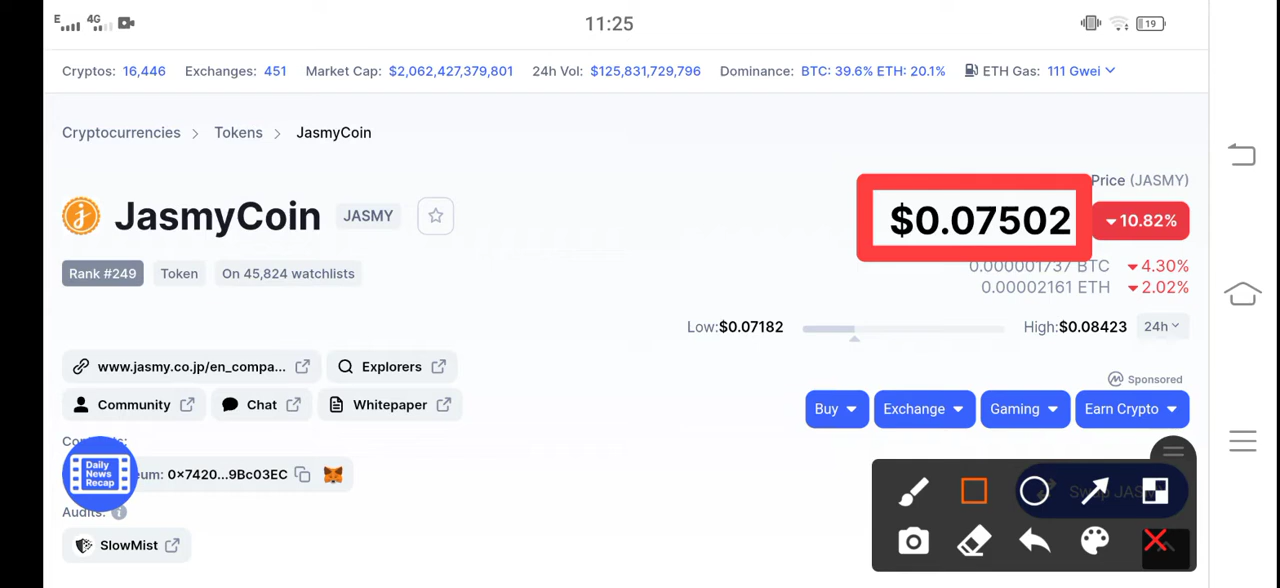 E 4G 11:25 19
Cryptos: 16,446 Exchanges: 451 Market Cap: $2,062,427,379,801 24h Vol: $125,831,729,796 Dominance: BTC: 39.6% ETH: 20.1% ETH Gas: 111 Gwei
Cryptocurrencies > Tokens > JasmyCoin
Price (JASMY)
JasmyCoin JASMY $0.07502 10.82%
Rank #249 Token On 45,824 watchlists
0.000001737 BTC 4.30%
0.00002161 ETH 2.02%
Low:$0.07182 High:$0.08423 24h
www.jasmy.co.jp/en_compa... Explorers
Sponsored
Community Chat Whitepaper
Buy Exchange Gaming Earn Crypto
Daily
News
Recap
0x7420...9Bc03EC
Audits: i
SlowMist